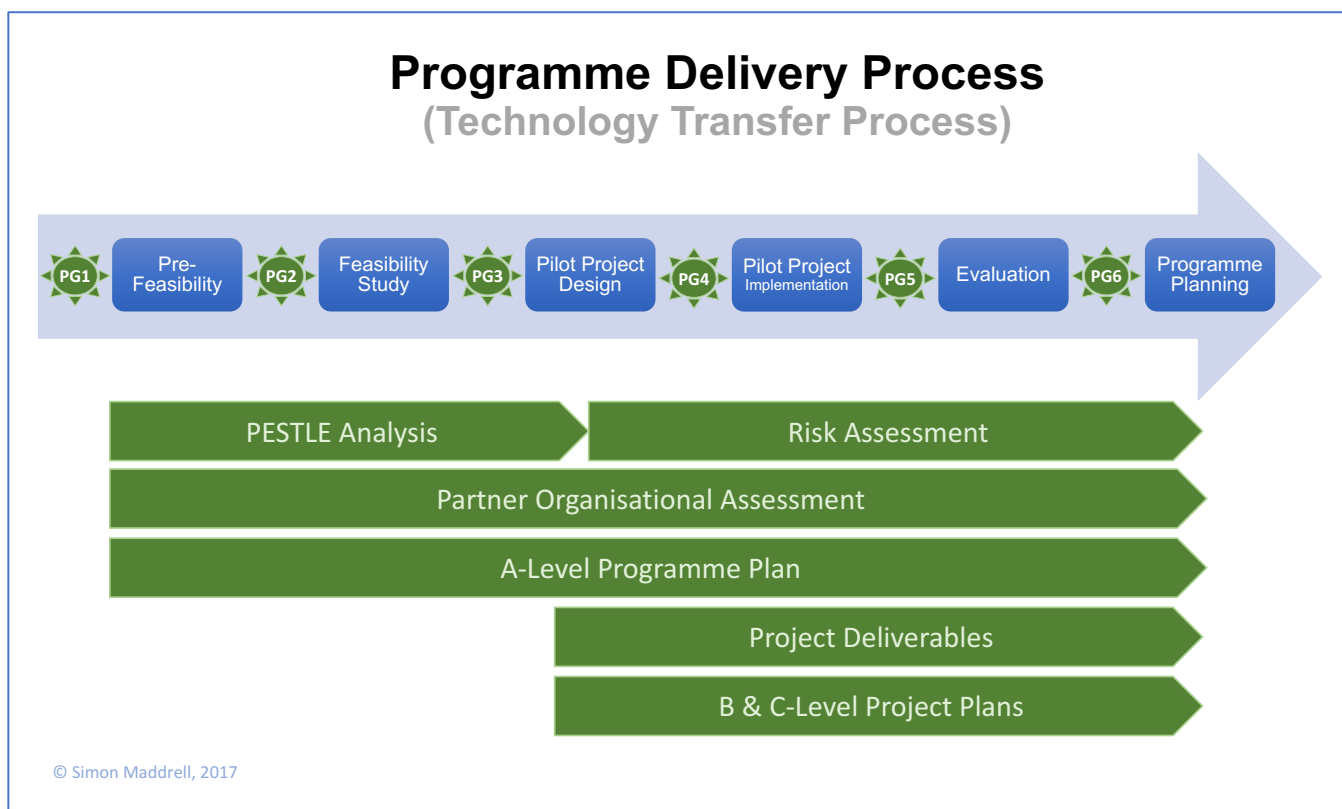 Programme Delivery Process
(Technology Transfer Process)
PG1
Pre-
Feasibility
PG2
Feasibility
Study
PG3
Pilot Project
Design
PG4
Pilot Project
Implementation
PG5
Evaluation
PG6
Programme
Planning
PESTLE Analysis
Risk Assessment
Partner Organisational Assessment
A-Level Programme Plan
Project Deliverables
B & C-Level Project Plans
© Simon Maddrell, 2017